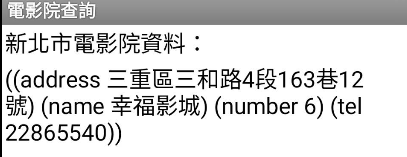 電影院查詢
新北市電影院資料：
((address 三重區三和路4段163巷12
號) (name 幸福影城) (number 6) (tel
22865540))